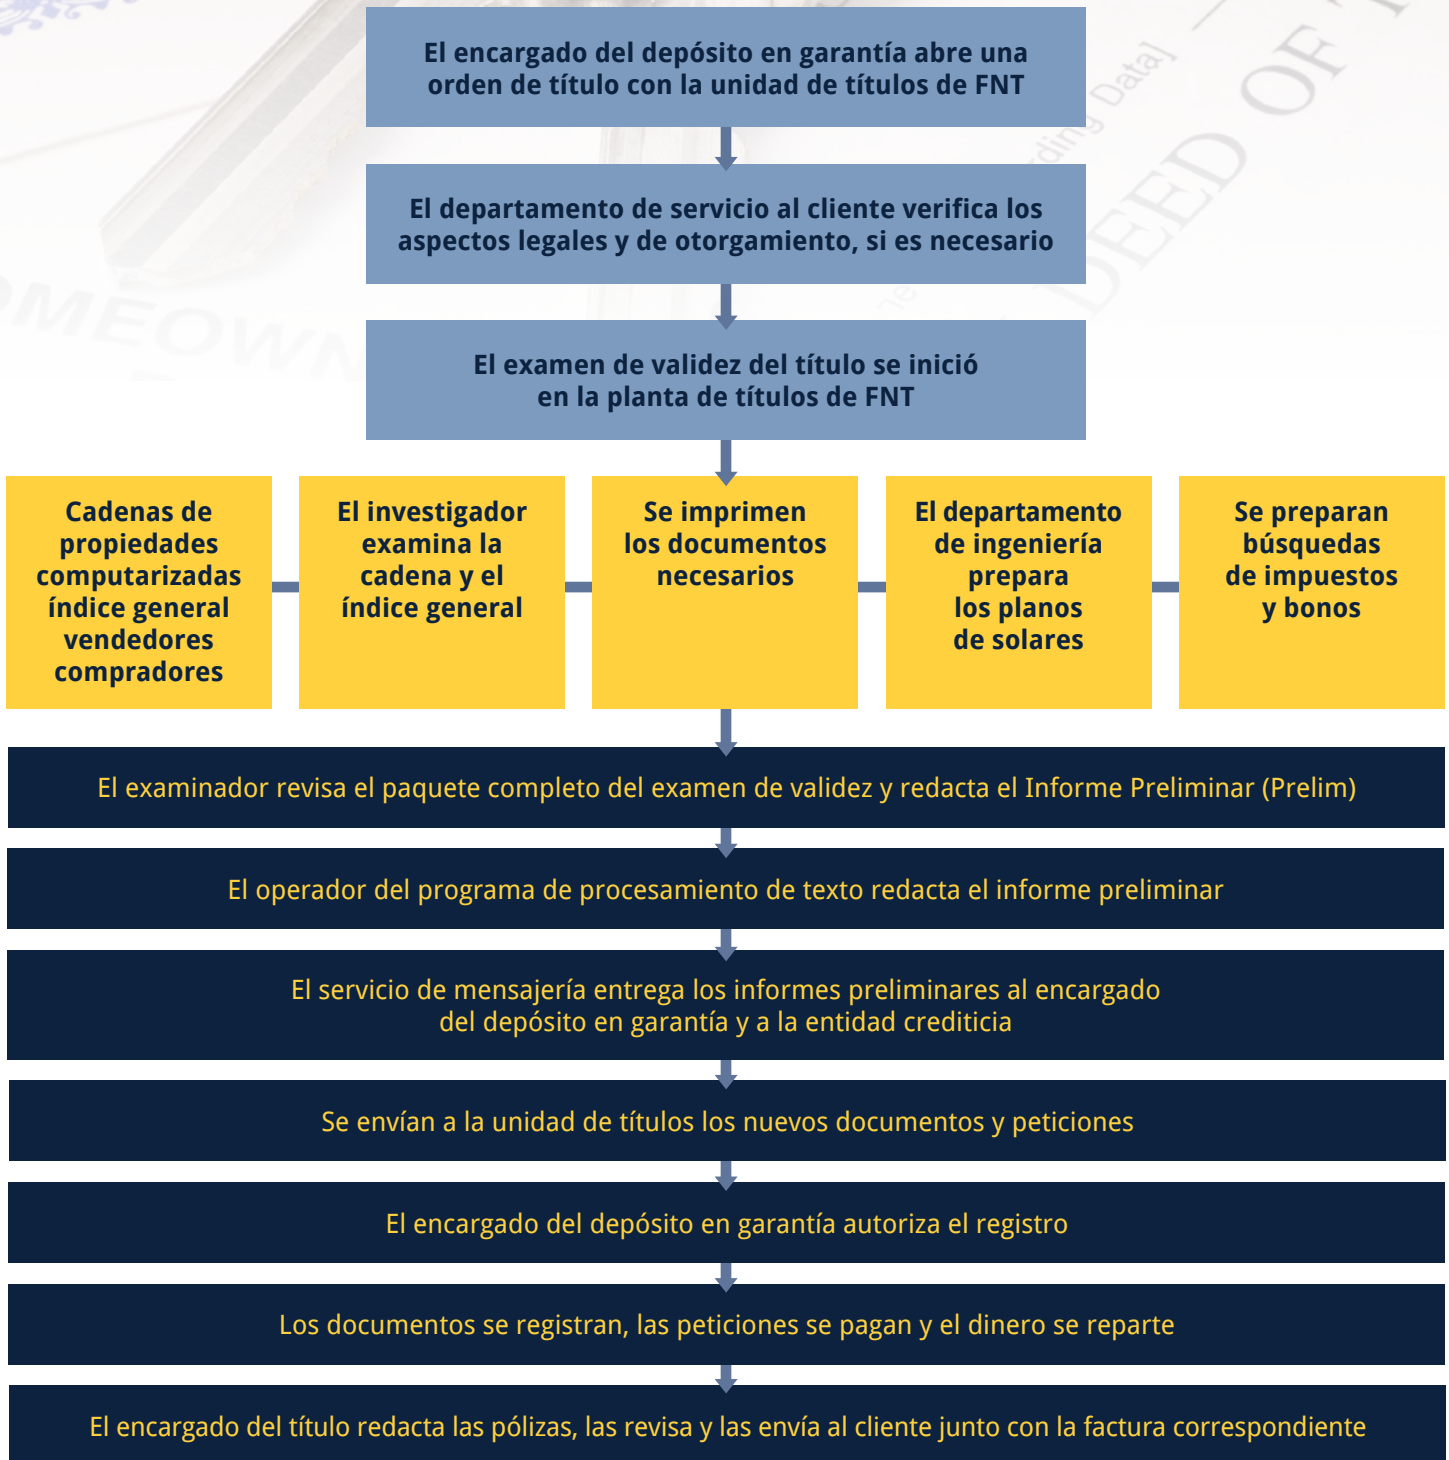 El encargado del depósito en garantía abre una
orden de título con la unidad de títulos de FNT
El departamento de servicio al cliente verifica los
aspectos legales y de otorgamiento, si es necesario
El examen de validez del título se inició
en la planta de títulos de FNT
Cadenas de
propiedades
computarizadas
índice general
vendedores
compradores
El investigador
examina la
cadena y el
índice general
Se imprimen
los documentos
necesarios
El departamento
de ingeniería
prepara
los planos
de solares
Se preparan
búsquedas
de impuestos
y bonos
El examinador revisa el paquete completo del examen de validez y redacta el Informe Preliminar (Prelim)
El operador del programa de procesamiento de texto redacta el informe preliminar
El servicio de mensajería entrega los informes preliminares al encargado
del depósito en garantía y a la entidad crediticia
Se envían a la unidad de títulos los nuevos documentos y peticiones
El encargado del depósito en garantía autoriza el registro
Los documentos se registran, las peticiones se pagan y el dinero se reparte
El encargado del título redacta las pólizas, las revisa y las envía al cliente junto con la factura correspondiente
Data]
DEED OF